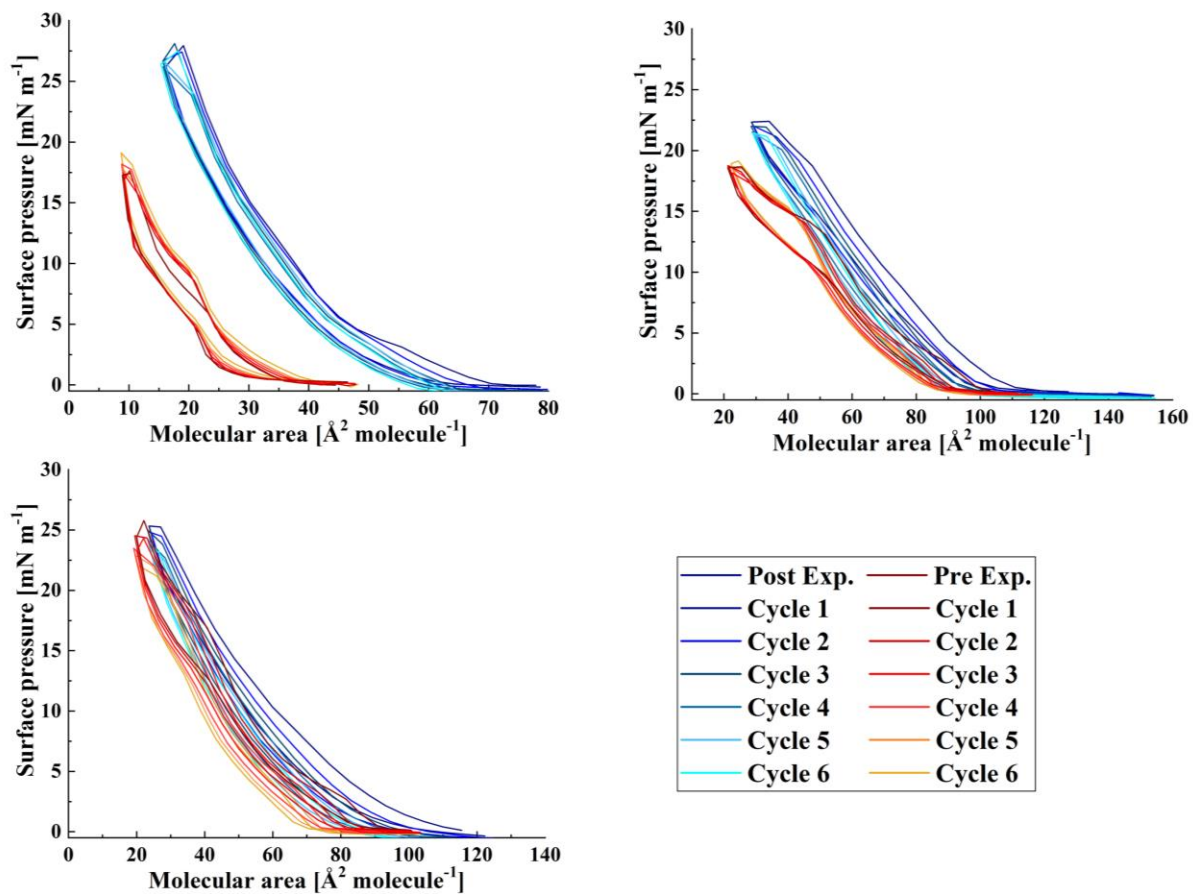 30
25
20
15
10
5
0
Surface pressure [mN m⁻¹]
0 10 20 30 40 50 60 70 80
Molecular area [Å² molecule⁻¹]
30
25
20
15
10
5
0
Surface pressure [mN m⁻¹]
20 40 60 80 100 120 140 160
Molecular area [Å² molecule⁻¹]
30
25
20
15
10
5
0
Surface pressure [mN m⁻¹]
0 20 40 60 80 100 120 140
Molecular area [Å² molecule⁻¹]
Post Exp. Pre Exp.
Cycle 1 Cycle 1
Cycle 2 Cycle 2
Cycle 3 Cycle 3
Cycle 4 Cycle 4
Cycle 5 Cycle 5
Cycle 6 Cycle 6